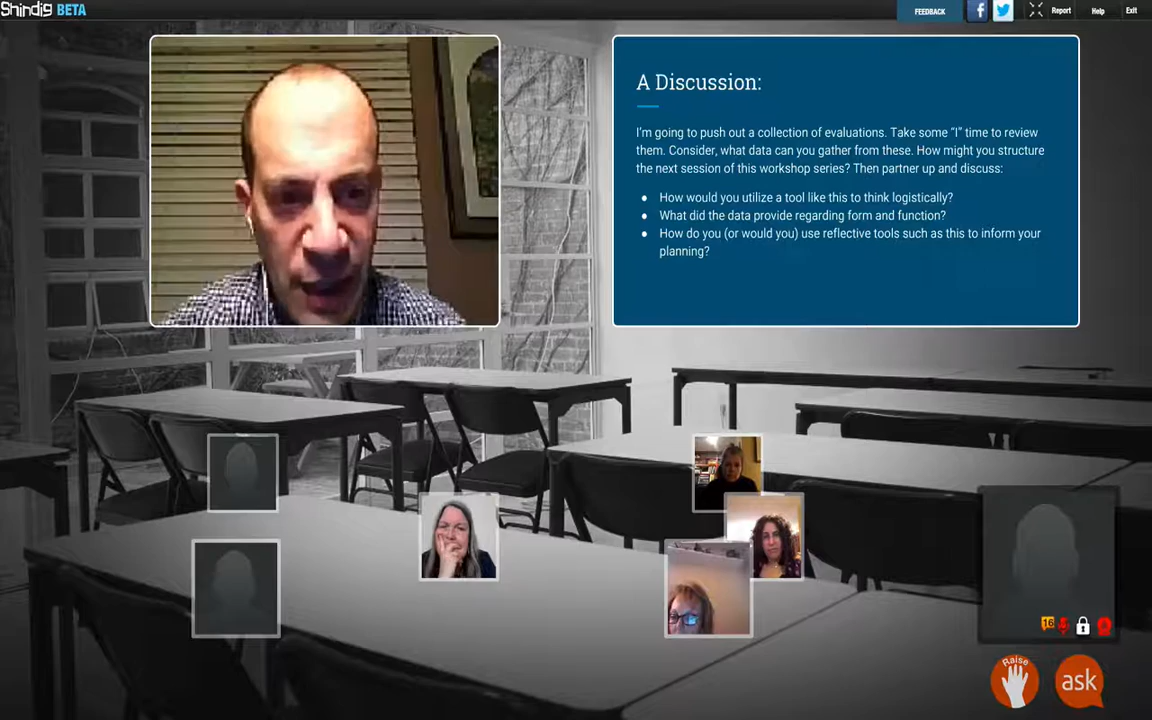 Shindig BETA
FEEDBACK
Report
Help
Exit
A Discussion:
I'm going to push out a collection of evaluations. Take some "I" time to review
them. Consider, what data can you gather from these. How might you structure
the next session of this workshop series? Then partner up and discuss:
● How would you utilize a tool like this to think logistically?
● What did the data provide regarding form and function?
● How do you (or would you) use reflective tools such as this to inform your
planning?
16
Raise
ask